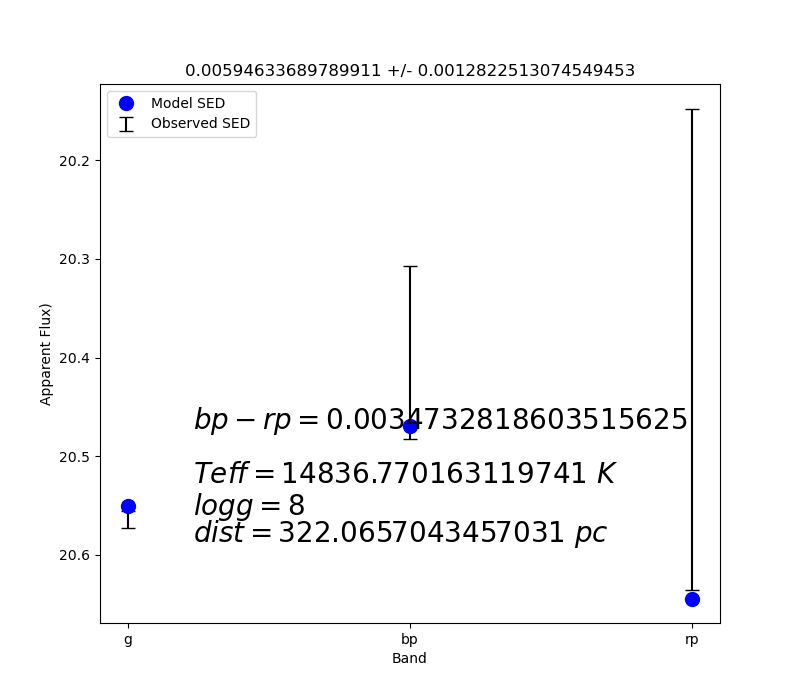 0.00594633689789911 +/- 0.0012822513074549453
Model SED
Observed SED
20.2
20.3
20.4
20.5
20.6
Apparent Flux)
bp − rp = 0.0034732818603515625
Teff = 14836.770163119741 K
logg = 8
dist = 322.0657043457031 pc
g
bp
rp
Band